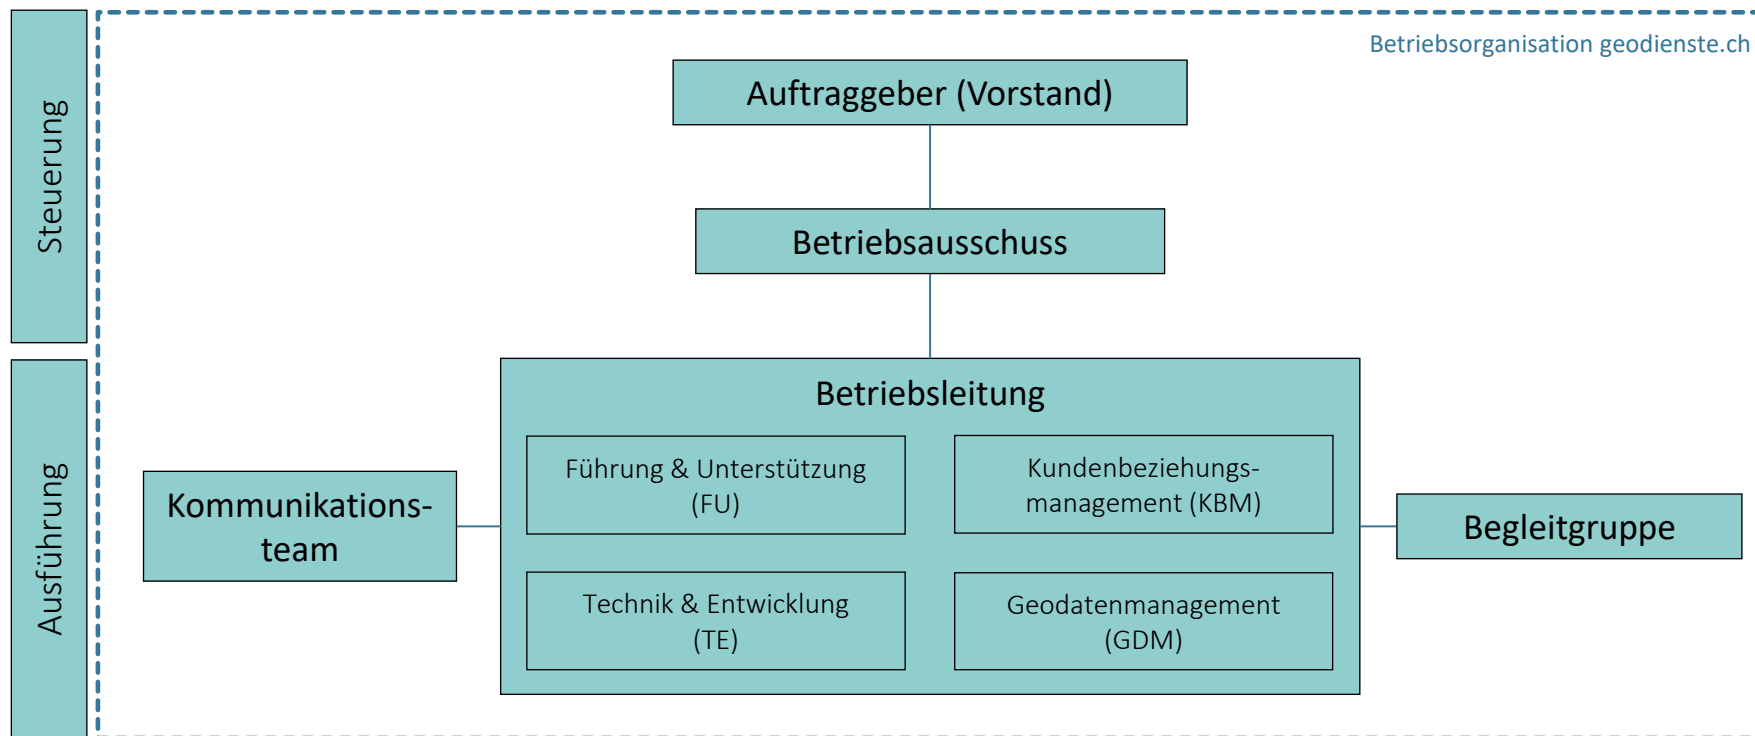 Betriebsorganisation geodienste.ch
Steuerung
Auftraggeber (Vorstand)
Betriebsausschuss
Ausführung
Betriebsleitung
Führung & Unterstützung
(FU)
Kundenbeziehungs-
management (KBM)
Kommunikations-
team
Begleitgruppe
Technik & Entwicklung
(TE)
Geodatenmanagement
(GDM)